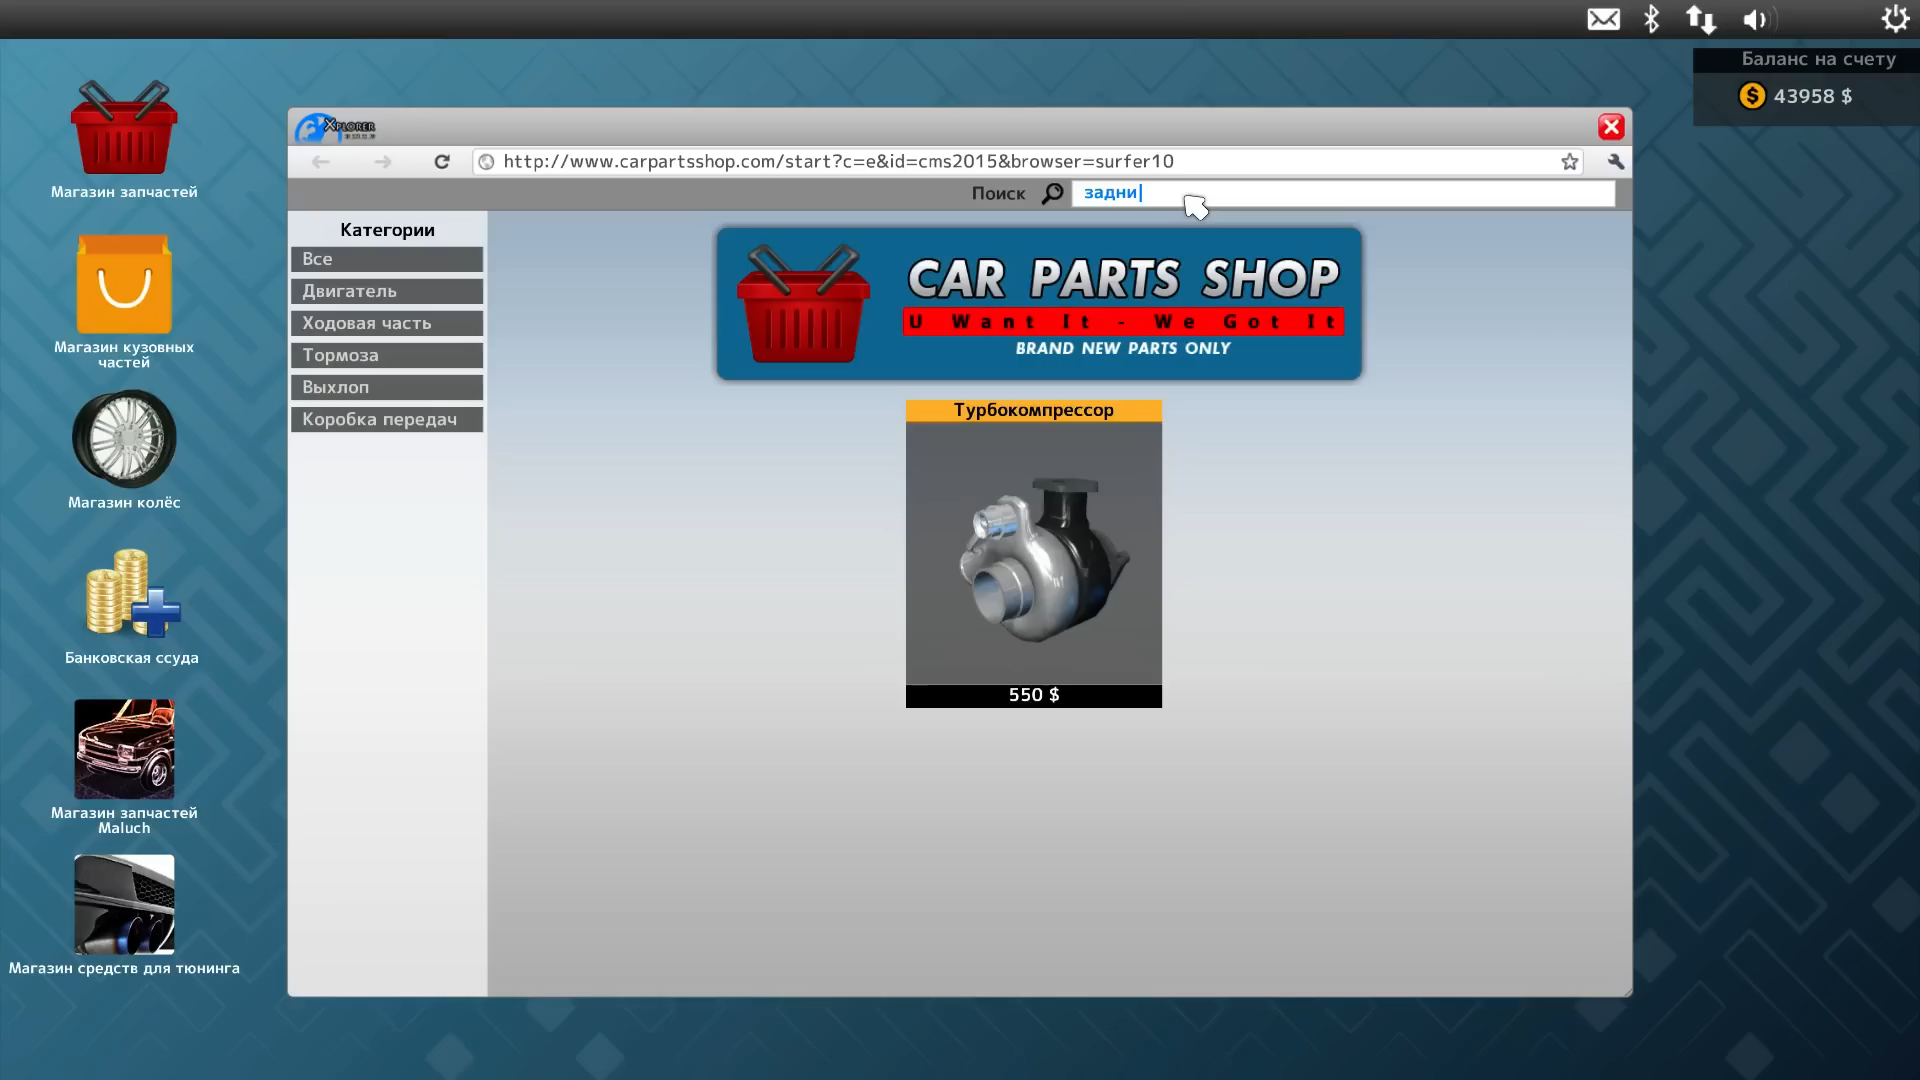 Баланс на счету
43958 $
Магазин запчастей
Магазин кузовных
частей
Магазин колёс
Банковская ссуда
Магазин запчастей
Maluch
Магазин средств для тюнинга
XPLORER
http://www.carpartsshop.com/start?c=e&id=cms2015&browser=surfer10
Поиск
задни
Категории
Все
Двигатель
Ходовая часть
Тормоза
Выхлоп
Коробка передач
CAR PARTS SHOP
U Want It - We Got It
BRAND NEW PARTS ONLY
Турбокомпрессор
550 $